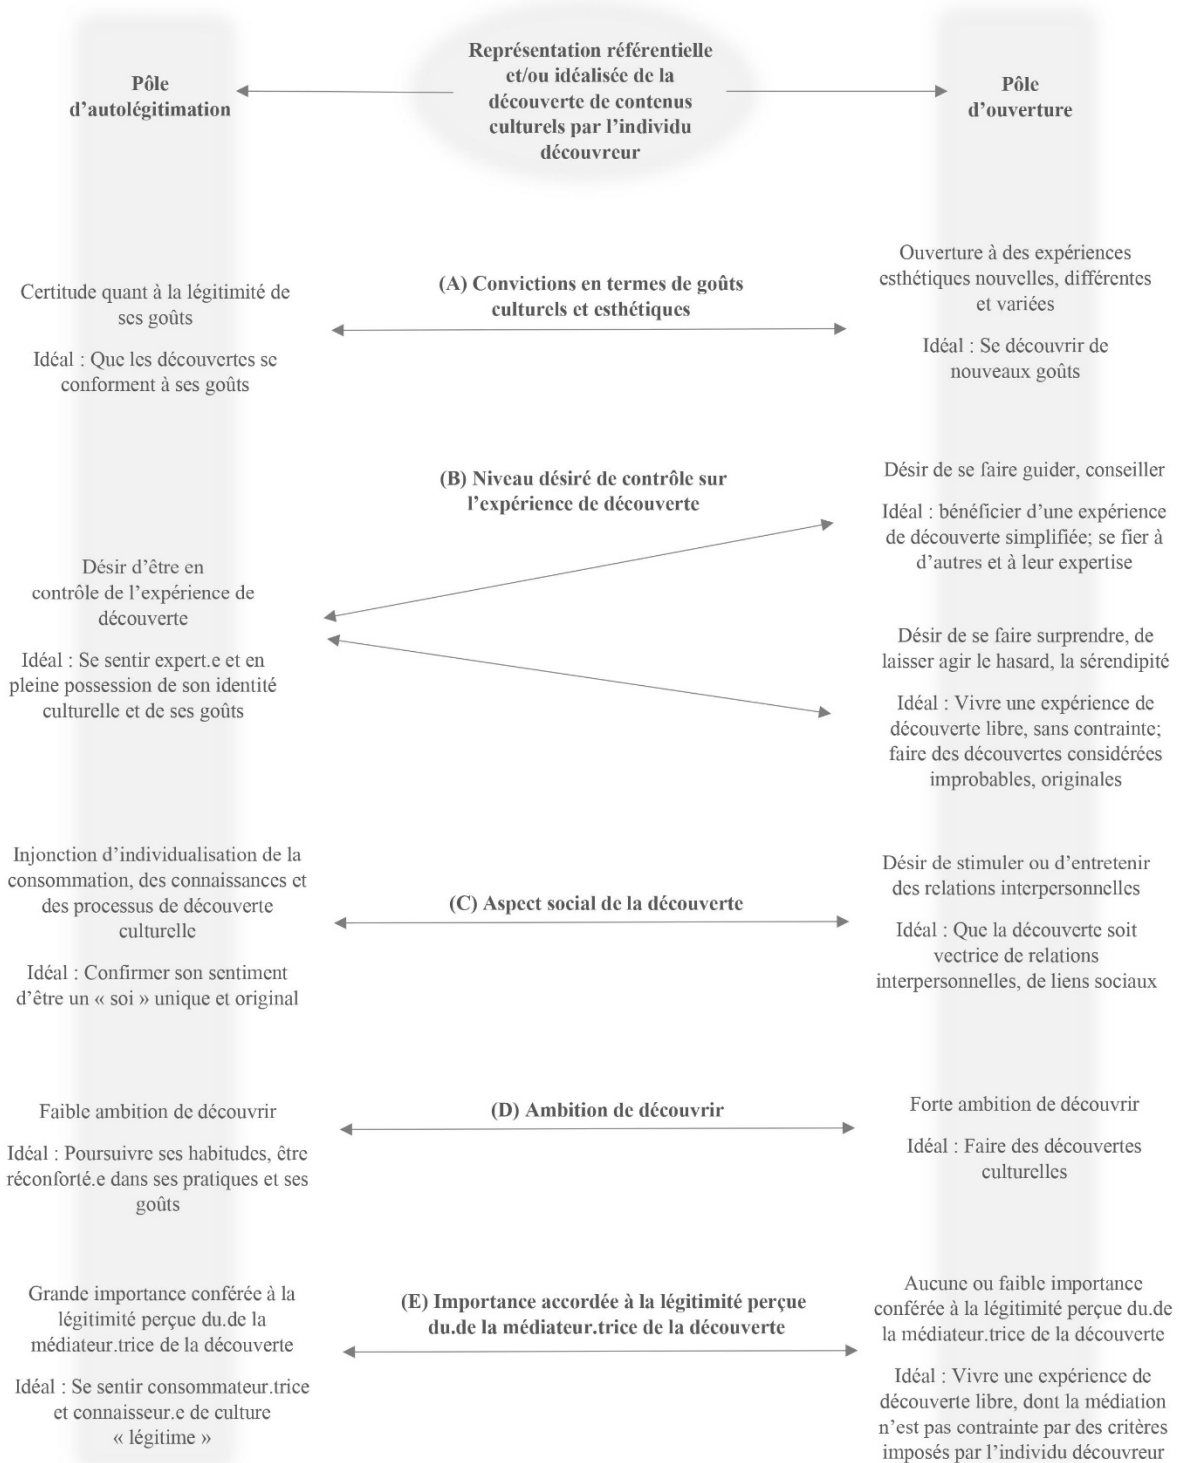 Représentation référentielle
et/ou idéalisée de la
découverte de contenus
culturels par l'individu
découvreur
Pôle
d'autolégitimation
Pôle
d'ouverture
Certitude quant à la légitimité de
ses goûts
Idéal : Que les découvertes se
conforment à ses goûts
(A) Convictions en termes de goûts
culturels et esthétiques
Ouverture à des expériences
esthétiques nouvelles, différentes
et variées
Idéal : Se découvrir de
nouveaux goûts
Désir d'être en
contrôle de l'expérience de
découverte
Idéal : Se sentir expert.e et en
pleine possession de son identité
culturelle et de ses goûts
(B) Niveau désiré de contrôle sur
l'expérience de découverte
Désir de se faire guider, conseiller
Idéal : bénéficier d'une expérience
de découverte simplifiée; se fier à
d'autres et à leur expertise
Désir de se faire surprendre, de
laisser agir le hasard, la sérendipité
Idéal : Vivre une expérience de
découverte libre, sans contrainte;
faire des découvertes considérées
improbables, originales
Injonction d'individualisation de la
consommation, des connaissances et
des processus de découverte
culturelle
Idéal : Confirmer son sentiment
d'être un « soi » unique et original
(C) Aspect social de la découverte
Désir de stimuler ou d'entretenir
des relations interpersonnelles
Idéal : Que la découverte soit
vectrice de relations
interpersonnelles, de liens sociaux
Faible ambition de découvrir
Idéal : Poursuivre ses habitudes, être
réconforté.e dans ses pratiques et ses
goûts
(D) Ambition de découvrir
Forte ambition de découvrir
Idéal : Faire des découvertes
culturelles
Grande importance conférée à la
légitimité perçue du.de la
médiateur.trice de la découverte
Idéal : Se sentir consommateur.trice
et connaisseur.e de culture
« légitime »
(E) Importance accordée à la légitimité perçue
du.de la médiateur.trice de la découverte
Aucune ou faible importance
conférée à la légitimité perçue du.de
la médiateur.trice de la découverte
Idéal : Vivre une expérience de
découverte libre, dont la médiation
n'est pas contrainte par des critères
imposés par l'individu découvreur